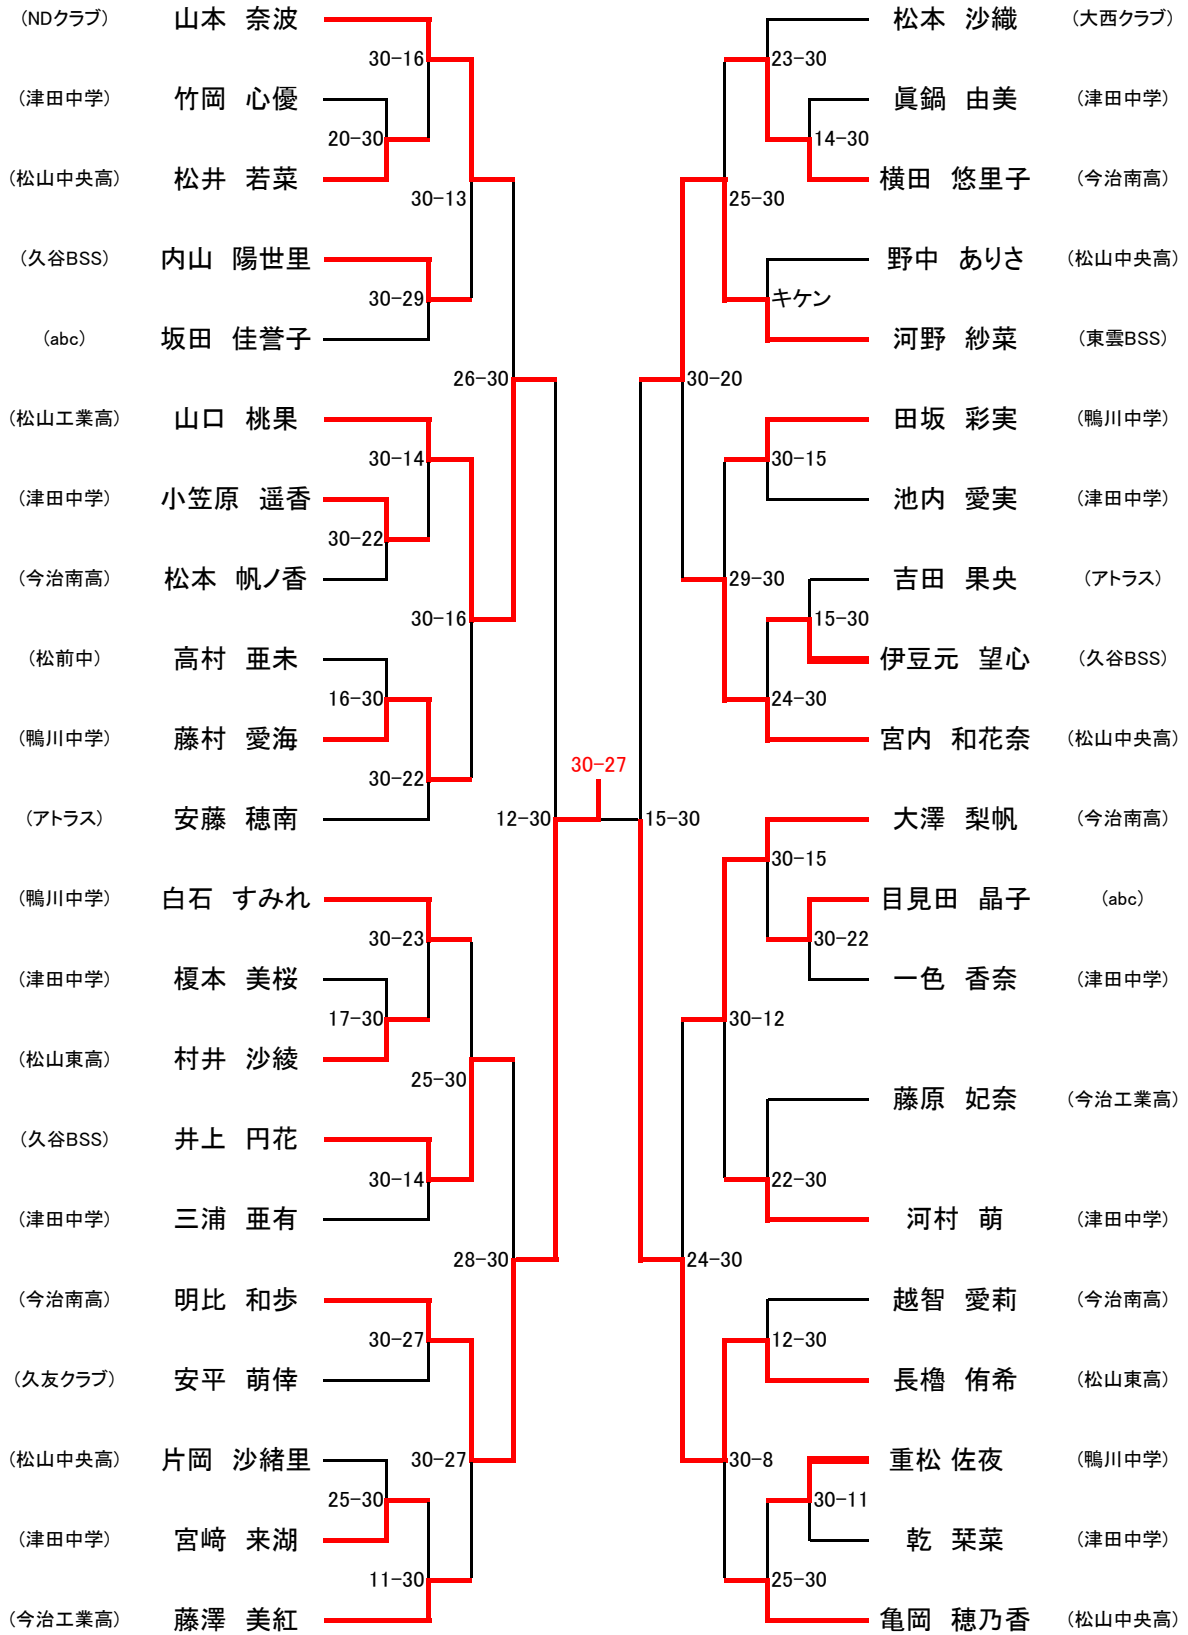 (NDクラブ) 山本 奈波
30-16
(津田中学) 竹岡 心優
20-30
(松山中央高) 松井 若菜
30-13
(久谷BSS) 内山 陽世里
30-29
(abc) 坂田 佳誉子
26-30
(松山工業高) 山口 桃果
30-14
(津田中学) 小笠原 遥香
30-22
(今治南高) 松本 帆ノ香
30-16
(松前中) 高村 亜未
16-30
(鴨川中学) 藤村 愛海
30-22
(アトラス) 安藤 穂南
12-30
(鴨川中学) 白石 すみれ
30-23
(津田中学) 榎本 美桜
17-30
(松山東高) 村井 沙綾
25-30
(久谷BSS) 井上 円花
30-14
(津田中学) 三浦 亜有
28-30
(今治南高) 明比 和歩
30-27
(久友クラブ) 安平 萌倖
(松山中央高) 片岡 沙緒里
30-27
25-30
(津田中学) 宮﨑 来湖
11-30
(今治工業高) 藤澤 美紅
30-27
松本 沙織 (大西クラブ)
23-30
眞鍋 由美 (津田中学)
14-30
横田 悠里子 (今治南高)
25-30
野中 ありさ (松山中央高)
キケン
河野 紗菜 (東雲BSS)
30-20
田坂 彩実 (鴨川中学)
30-15
池内 愛実 (津田中学)
29-30
吉田 果央 (アトラス)
15-30
伊豆元 望心 (久谷BSS)
24-30
宮内 和花奈 (松山中央高)
15-30
大澤 梨帆 (今治南高)
30-15
目見田 晶子 (abc)
30-22
一色 香奈 (津田中学)
30-12
藤原 妃奈 (今治工業高)
22-30
河村 萌 (津田中学)
24-30
越智 愛莉 (今治南高)
12-30
長櫓 侑希 (松山東高)
30-8
重松 佐夜 (鴨川中学)
30-11
乾 栞菜 (津田中学)
25-30
亀岡 穂乃香 (松山中央高)